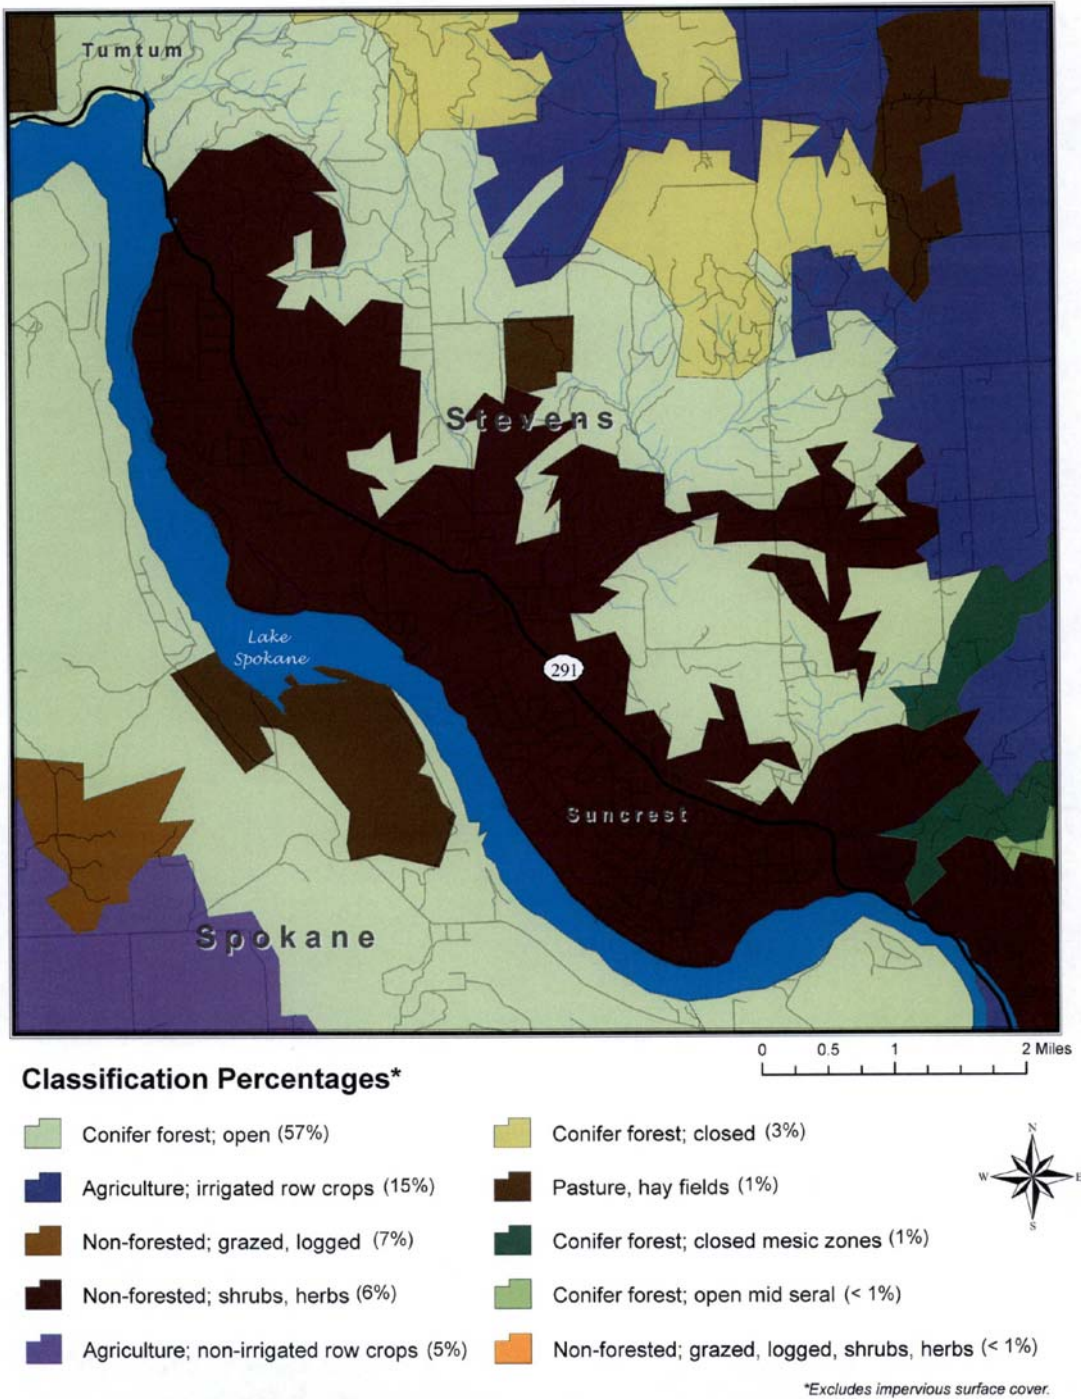 Tumtum
Stevens
Lake
Spokane
291
Suncrest
Spokane
0 0.5 1 2 Miles
Classification Percentages*
Conifer forest; open (57%)
Agriculture; irrigated row crops (15%)
Non-forested; grazed, logged (7%)
Non-forested; shrubs, herbs (6%)
Agriculture; non-irrigated row crops (5%)
Conifer forest; closed (3%)
Pasture, hay fields (1%)
Conifer forest; closed mesic zones (1%)
Conifer forest; open mid seral (< 1%)
Non-forested; grazed, logged, shrubs, herbs (< 1%)
N
W E
S
*Excludes impervious surface cover.